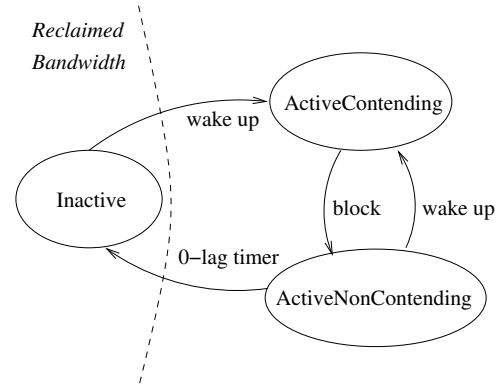 Reclaimed
Bandwidth
ActiveContending
wake up
Inactive
block
wake up
0−lag timer
ActiveNonContending